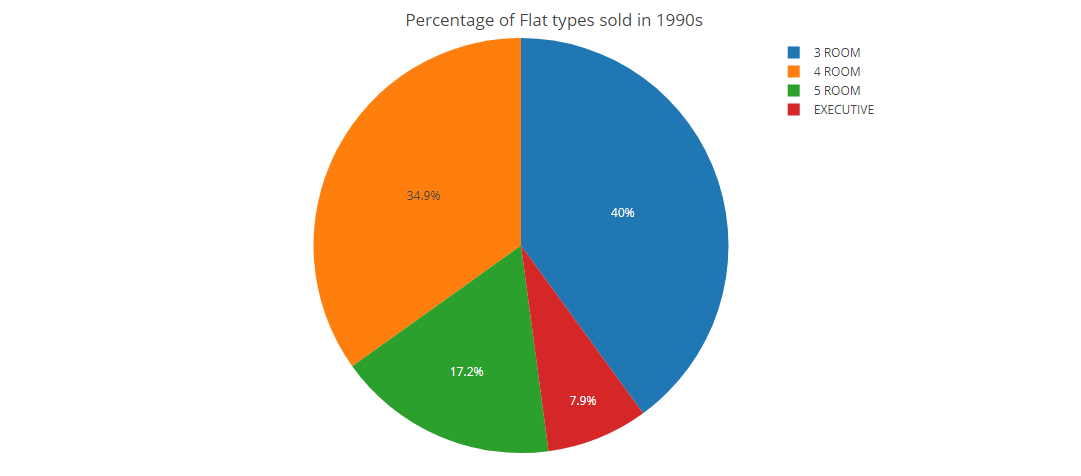 Percentage of Flat types sold in 1990s
3 ROOM
4 ROOM
5 ROOM
EXECUTIVE
34.9%
40%
17.2%
7.9%